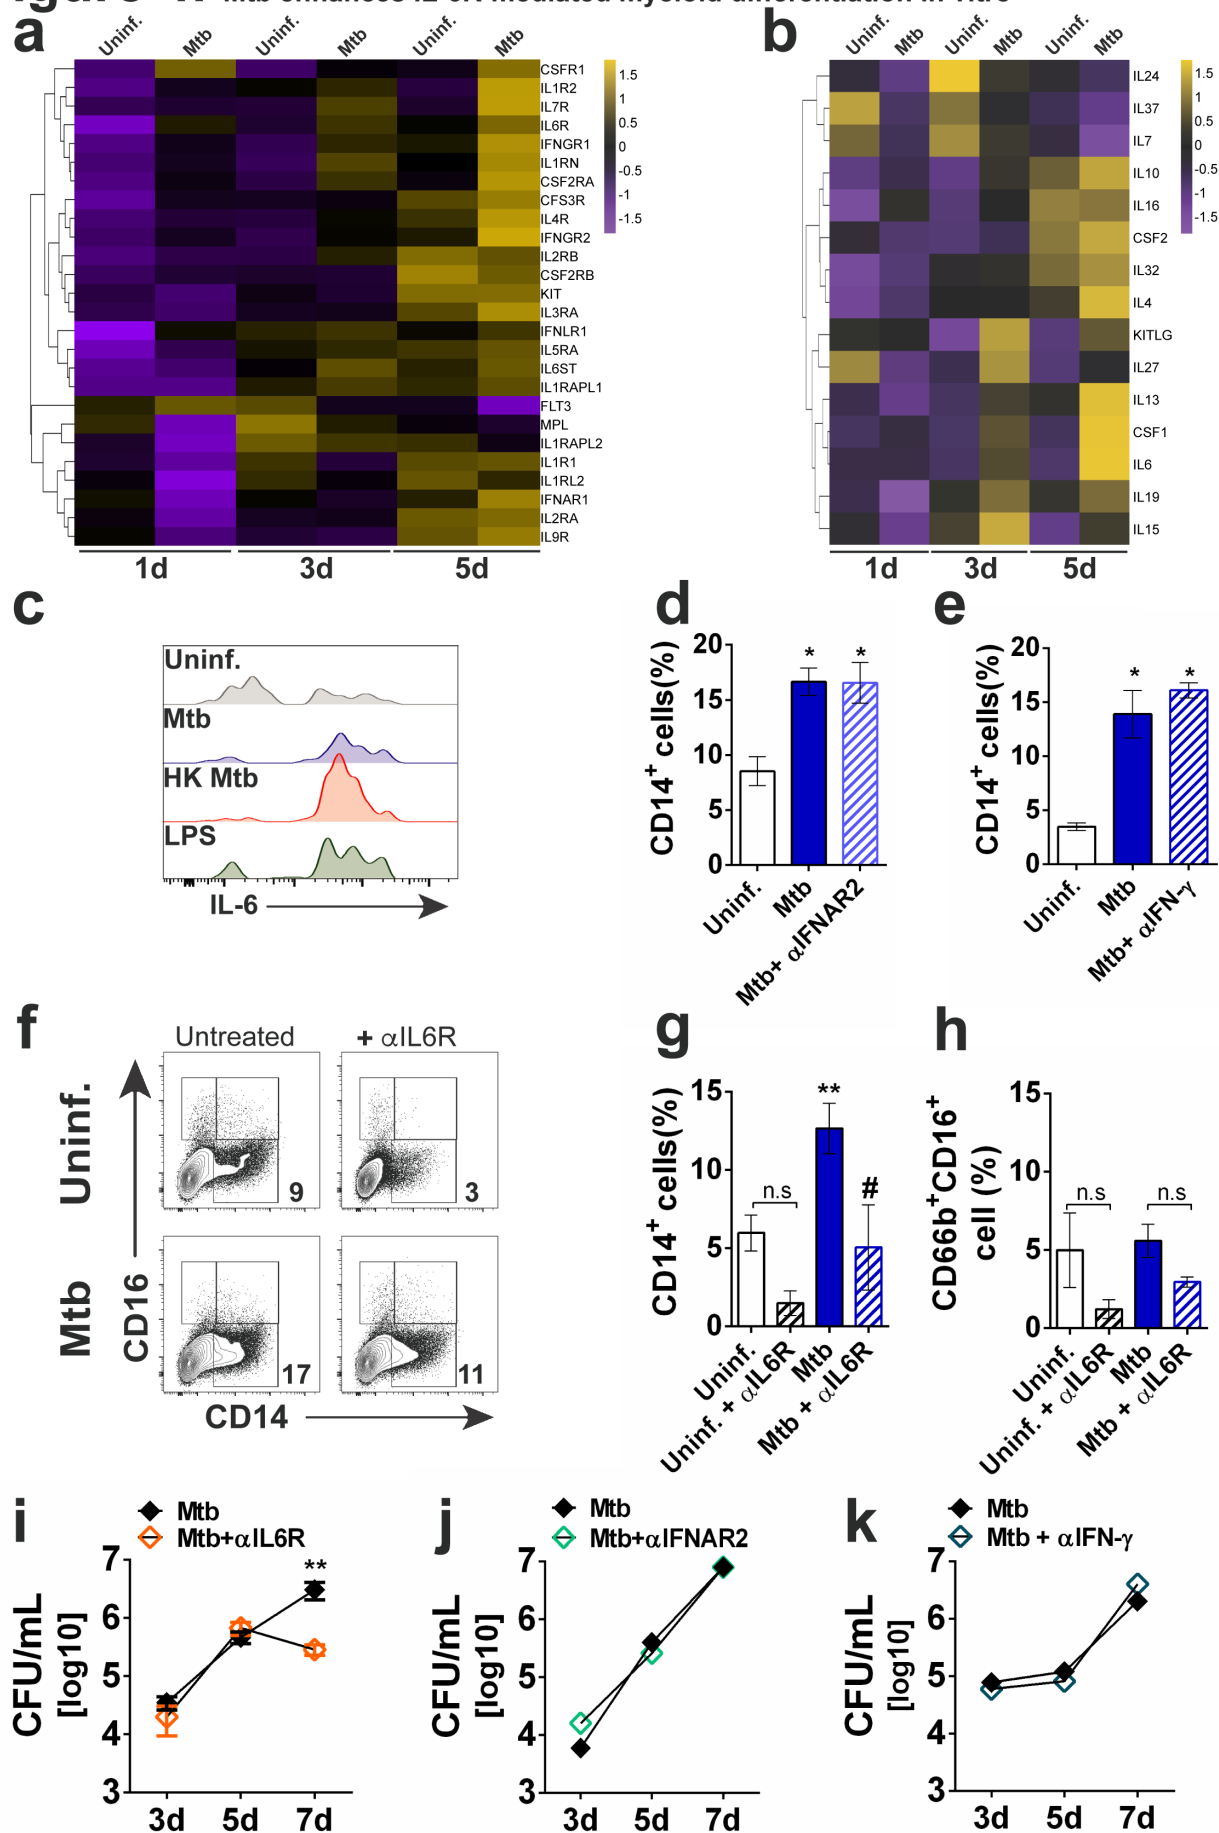 a
Uninf. Mtb Uninf. Mtb Uninf. Mtb
CSFR1
IL1R2
IL7R
IL6R
IFNGR1
IL1RN
CSF2RA
CFS3R
IL4R
IFNGR2
IL2RB
CSF2RB
KIT
IL3RA
IFNLR1
IL5RA
IL6ST
IL1RAPL1
FLT3
MPL
IL1RAPL2
IL1R1
IL1RL2
IFNAR1
IL2RA
IL9R
1.5
1
0.5
0
-0.5
-1
-1.5
1d 3d 5d
b
Uninf. Mtb Uninf. Mtb Uninf. Mtb
IL24
IL37
IL7
IL10
IL16
CSF2
IL32
IL4
KITLG
IL27
IL13
CSF1
IL6
IL19
IL15
1.5
1
0.5
0
-0.5
-1
-1.5
1d 3d 5d
c
Uninf.
Mtb
HK Mtb
LPS
IL-6
d
CD14+ cells(%)
20
15
10
5
0
* *
Uninf.
Mtb
Mtb+ αIFNAR2
e
CD14+ cells(%)
20
15
10
5
0
* *
Uninf.
Mtb
Mtb+ αIFN-γ
f
Untreated + αIL6R
Uninf.
9 3
Mtb
17 11
CD16
CD14
g
CD14+ cells(%)
15
10
5
0
n.s ** #
Uninf.
Uninf. + αIL6R
Mtb
Mtb + αIL6R
h
CD66b+CD16+
cell (%)
15
10
5
0
n.s n.s
Uninf.
Uninf. + αIL6R
Mtb
Mtb + αIL6R
i
Mtb
Mtb+αIL6R
CFU/mL
[log10]
7
6
5
4
3
**
3d 5d 7d
j
Mtb
Mtb+αIFNAR2
CFU/mL
[log10]
7
6
5
4
3
3d 5d 7d
k
Mtb
Mtb + αIFN-γ
CFU/mL
[log10]
7
6
5
4
3
3d 5d 7d